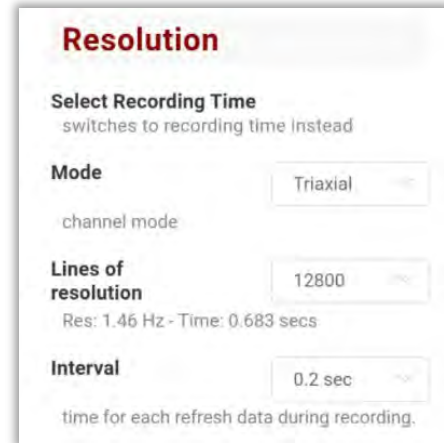 Resolution
Select Recording Time
switches to recording time instead
Mode
Triaxial
channel mode
Lines of
resolution
12800
Res: 1.46 Hz - Time: 0.683 secs
Interval
0.2 sec
time for each refresh data during recording.